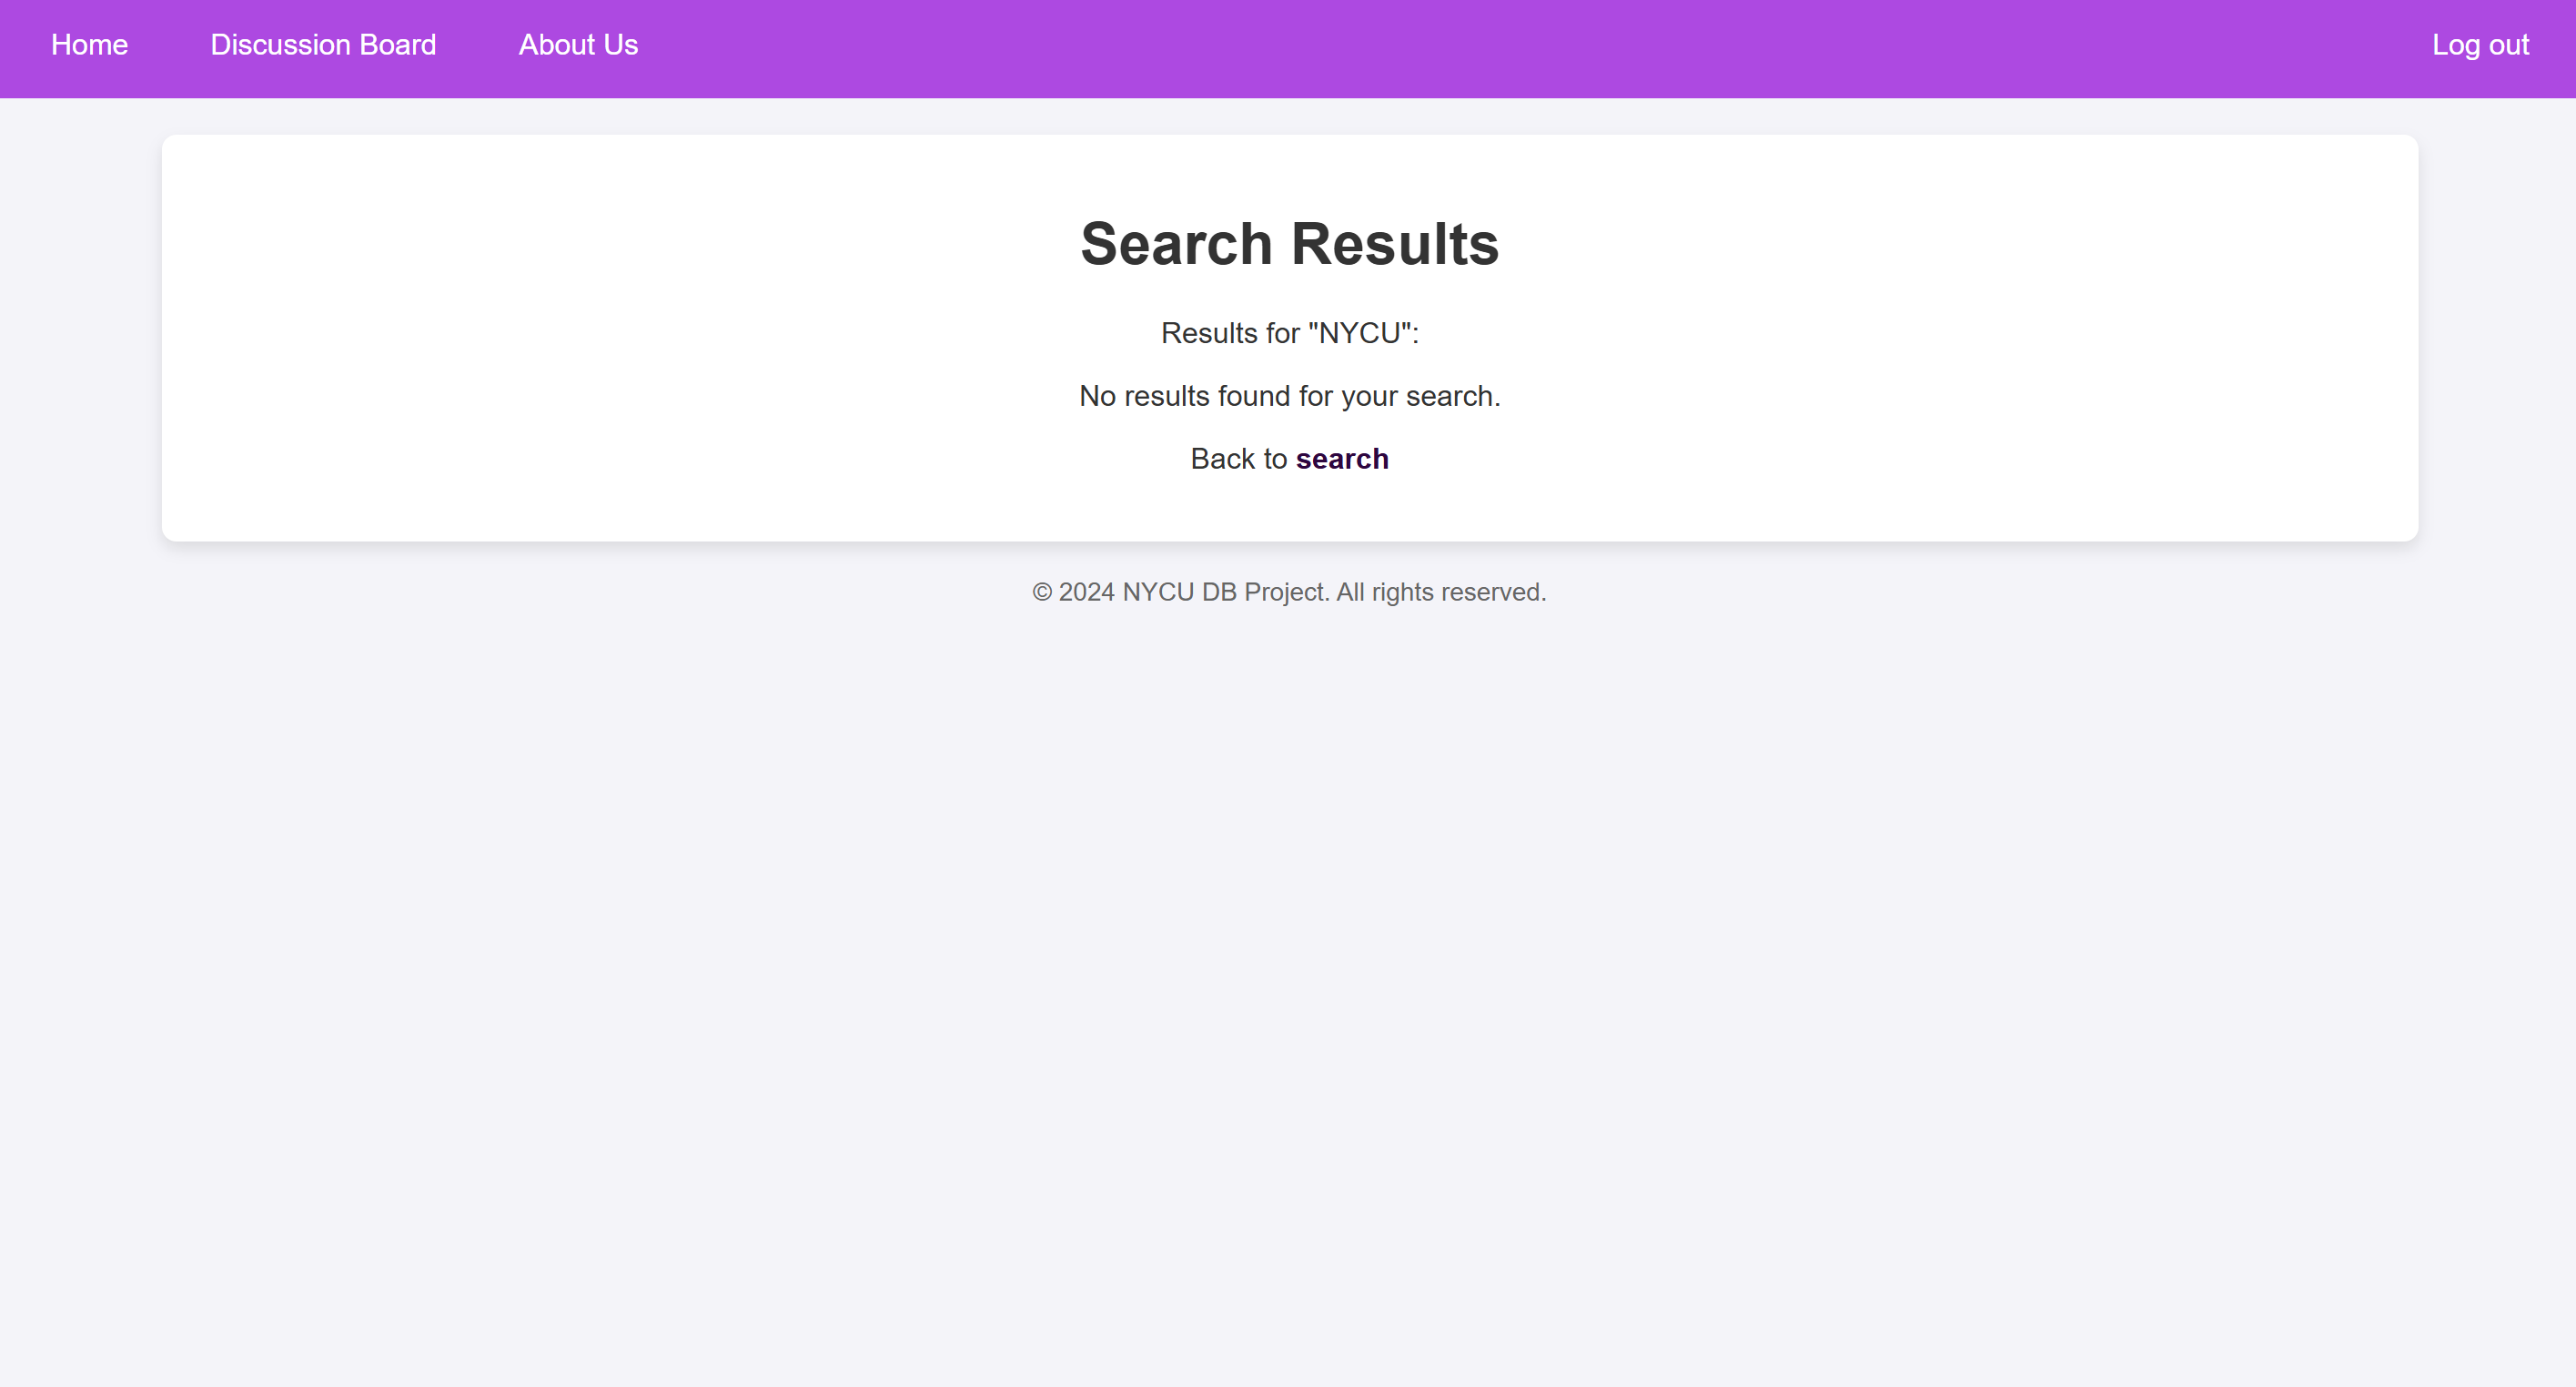 Home Discussion Board About Us Log out
Search Results
Results for "NYCU":
No results found for your search.
Back to search
© 2024 NYCU DB Project. All rights reserved.